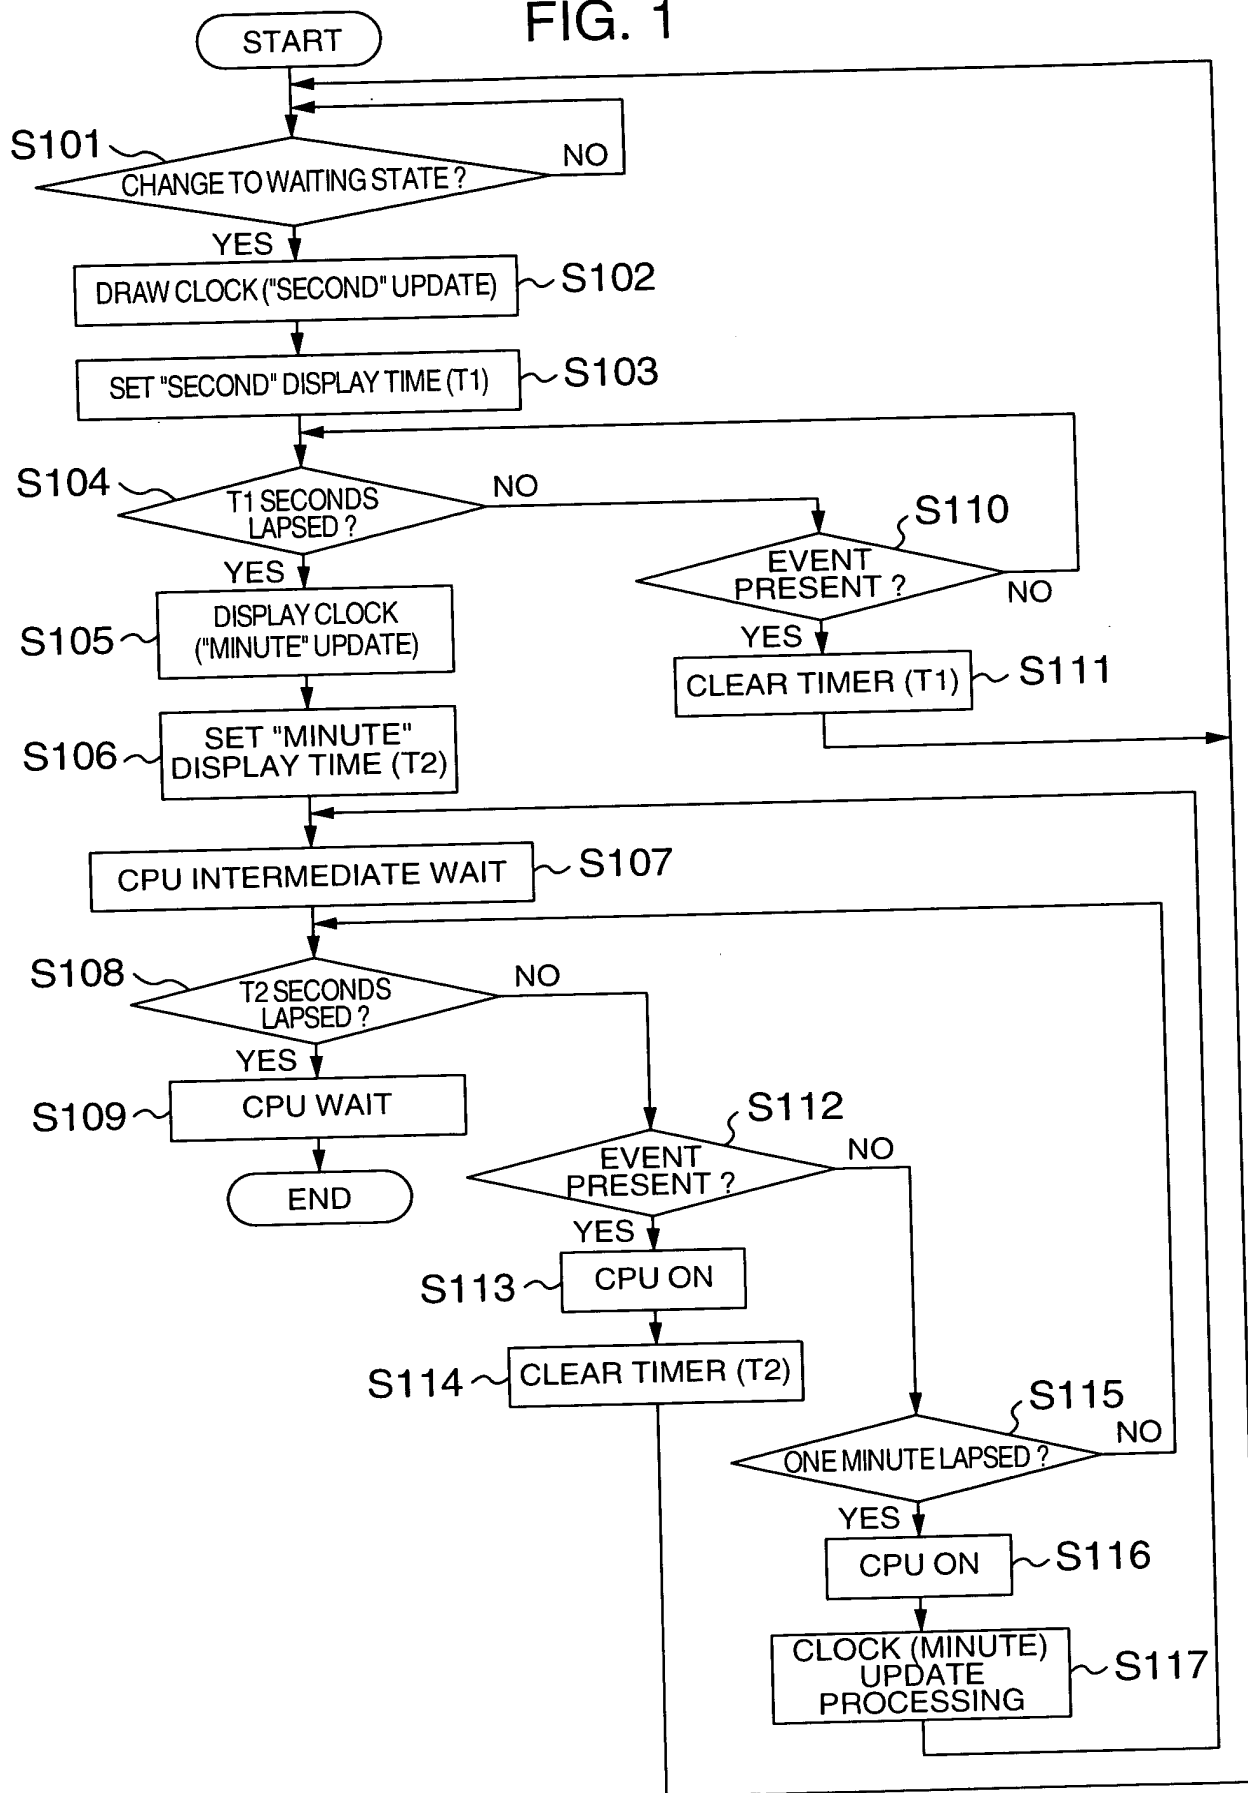 FIG. 1
START
S101
CHANGE TO WAITING STATE ?
NO
YES
DRAW CLOCK ("SECOND" UPDATE)
S102
SET "SECOND" DISPLAY TIME (T1)
S103
S104
T1 SECONDS
LAPSED ?
NO
YES
S110
EVENT
PRESENT ?
NO
YES
S105
DISPLAY CLOCK
("MINUTE" UPDATE)
CLEAR TIMER (T1)
S111
S106
SET "MINUTE"
DISPLAY TIME (T2)
CPU INTERMEDIATE WAIT
S107
S108
T2 SECONDS
LAPSED ?
NO
YES
S109
CPU WAIT
END
S112
EVENT
PRESENT ?
NO
YES
S113
CPU ON
S114
CLEAR TIMER (T2)
S115
ONE MINUTE LAPSED ?
NO
YES
CPU ON
S116
CLOCK (MINUTE)
UPDATE
PROCESSING
S117